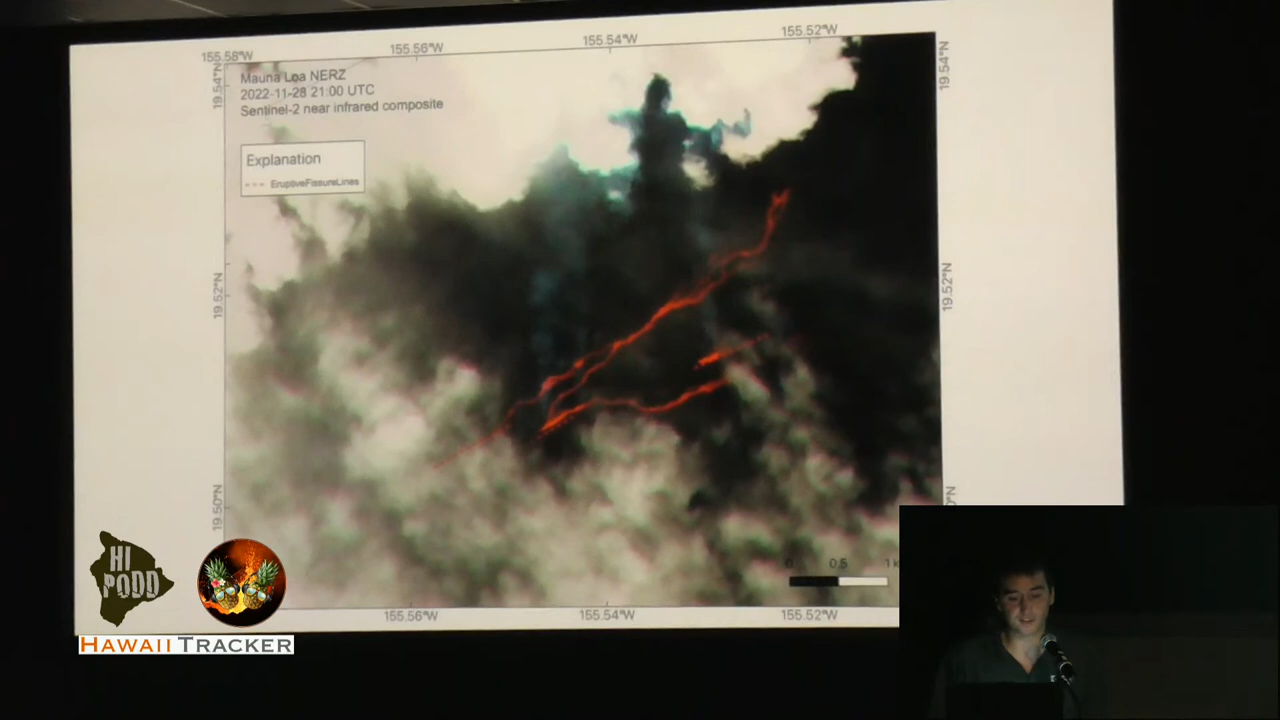 155.58°W
155.56°W
155.54°W
155.52°W
19.54°N
19.54°N
Mauna Loa NERZ
2022-11-28 21:00 UTC
Sentinel-2 near infrared composite
Explanation
EruptiveFissureLines
19.52°N
19.52°N
19.50°N
0 0.5 1
155.56°W
155.54°W
155.52°W
HI
PODD
HAWAII TRACKER